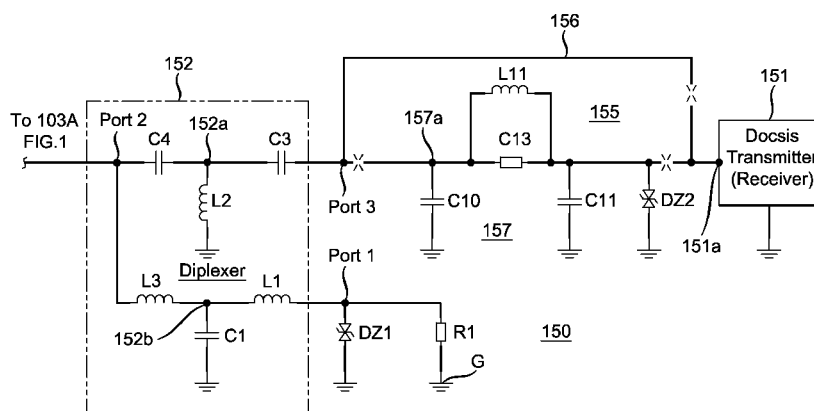 156
152
L11
151
To 103A
FIG.1
Port 2
C4
152a
C3
157a
155
C13
Docsis
Transmitter
(Receiver)
L2
Port 3
C10
157
C11
DZ2
151a
Diplexer
Port 1
L3
L1
152b
C1
DZ1
R1
150
G